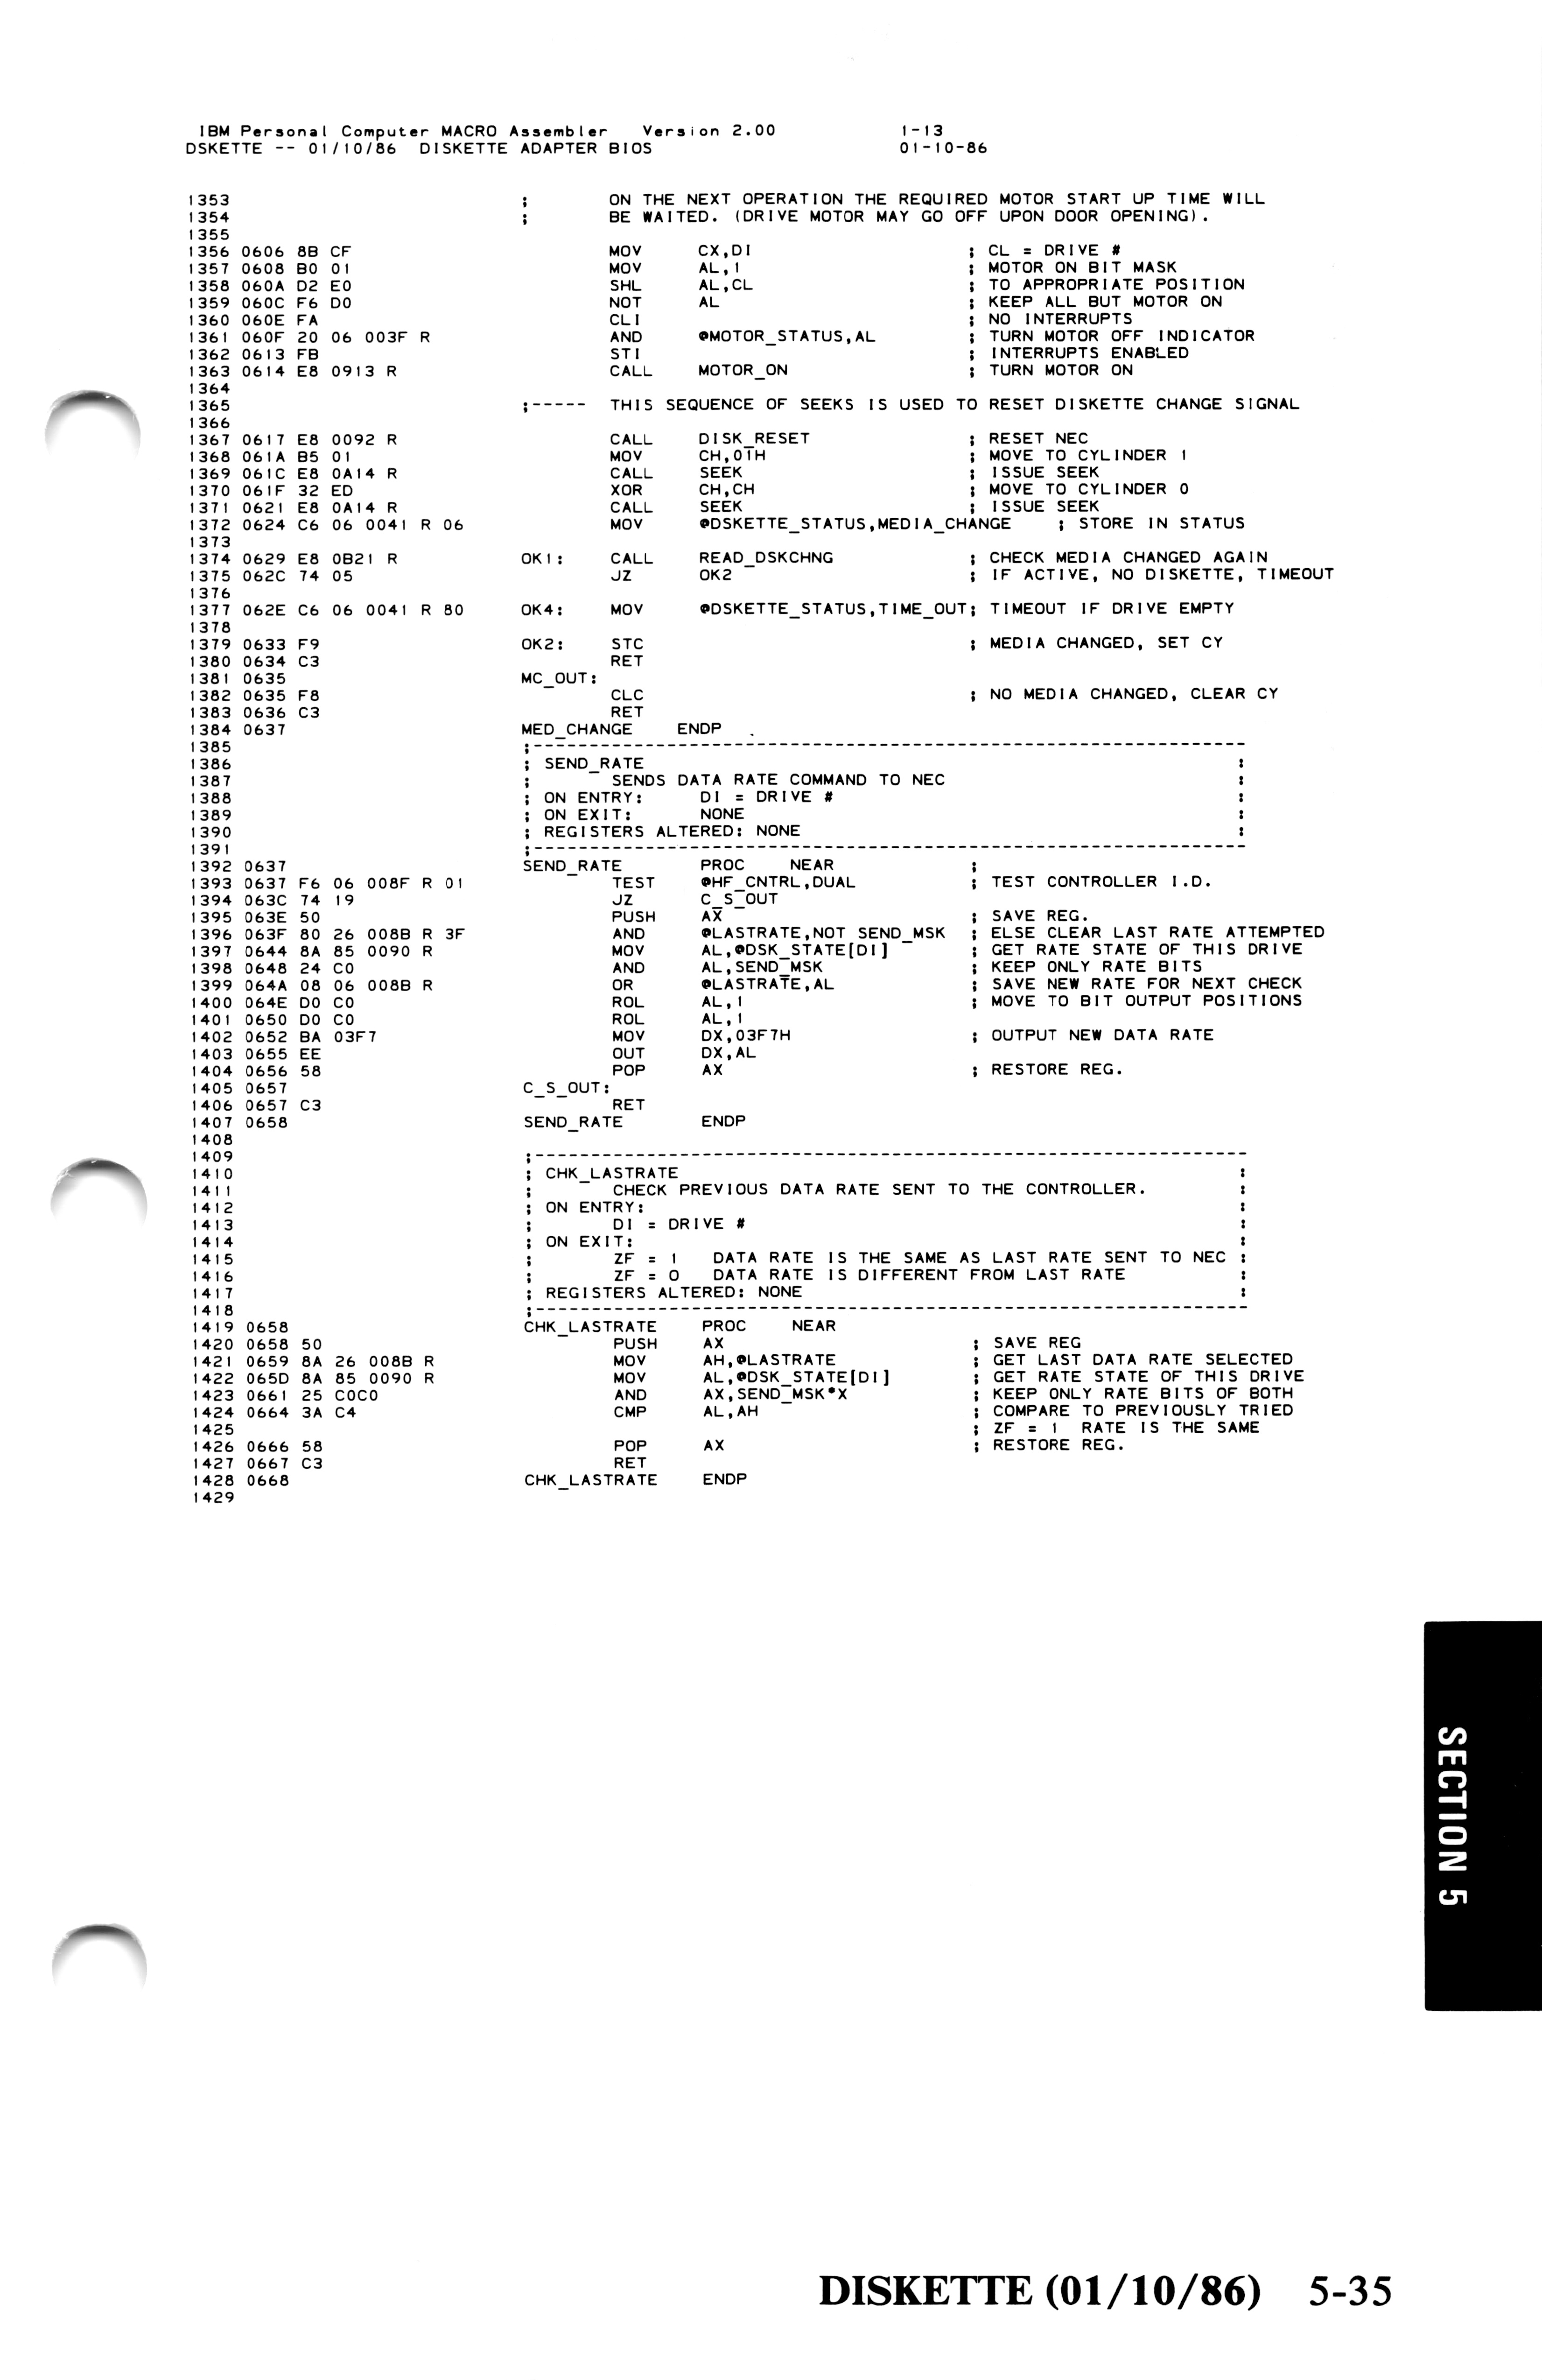 IBM Personal Computer MACRO Assembler   Version 2.00            1-13
DSKETTE -- 01/10/86  DISKETTE ADAPTER BIOS                      01-10-86
1353                            ;       ON THE NEXT OPERATION THE REQUIRED MOTOR START UP TIME WILL
1354                            ;       BE WAITED. (DRIVE MOTOR MAY GO OFF UPON DOOR OPENING).
1355
1356 0606 8B CF                         MOV     CX,DI                   ; CL = DRIVE #
1357 0608 B0 01                         MOV     AL,1                    ; MOTOR ON BIT MASK
1358 060A D2 E0                         SHL     AL,CL                   ; TO APPROPRIATE POSITION
1359 060C F6 D0                         NOT     AL                      ; KEEP ALL BUT MOTOR ON
1360 060E FA                            CLI                             ; NO INTERRUPTS
1361 060F 20 06 003F R                  AND     @MOTOR_STATUS,AL        ; TURN MOTOR OFF INDICATOR
1362 0613 FB                            STI                             ; INTERRUPTS ENABLED
1363 0614 E8 0913 R                     CALL    MOTOR_ON                ; TURN MOTOR ON
1364
1365                            ;----- THIS SEQUENCE OF SEEKS IS USED TO RESET DISKETTE CHANGE SIGNAL
1366
1367 0617 E8 0092 R                     CALL    DISK_RESET              ; RESET NEC
1368 061A B5 01                         MOV     CH,01H                  ; MOVE TO CYLINDER 1
1369 061C E8 0A14 R                     CALL    SEEK                    ; ISSUE SEEK
1370 061F 32 ED                         XOR     CH,CH                   ; MOVE TO CYLINDER 0
1371 0621 E8 0A14 R                     CALL    SEEK                    ; ISSUE SEEK
1372 0624 C6 06 0041 R 06               MOV     @DSKETTE_STATUS,MEDIA_CHANGE    ; STORE IN STATUS
1373
1374 0629 E8 0B21 R             OK1:    CALL    READ_DSKCHNG            ; CHECK MEDIA CHANGED AGAIN
1375 062C 74 05                         JZ      OK2                     ; IF ACTIVE, NO DISKETTE, TIMEOUT
1376
1377 062E C6 06 0041 R 80       OK4:    MOV     @DSKETTE_STATUS,TIME_OUT; TIMEOUT IF DRIVE EMPTY
1378
1379 0633 F9                    OK2:    STC                             ; MEDIA CHANGED, SET CY
1380 0634 C3                            RET
1381 0635                       MC_OUT:
1382 0635 F8                            CLC                             ; NO MEDIA CHANGED, CLEAR CY
1383 0636 C3                            RET
1384 0637                       MED_CHANGE      ENDP
1385                            ;----------------------------------------------------------------
1386                            ; SEND_RATE                                                     :
1387                            ;       SENDS DATA RATE COMMAND TO NEC                          :
1388                            ; ON ENTRY:     DI = DRIVE #                                    :
1389                            ; ON EXIT:      NONE                                            :
1390                            ; REGISTERS ALTERED: NONE                                       :
1391                            ;----------------------------------------------------------------
1392 0637                       SEND_RATE       PROC    NEAR            ;
1393 0637 F6 06 008F R 01               TEST    @HF_CNTRL,DUAL          ; TEST CONTROLLER I.D.
1394 063C 74 19                         JZ      C_S_OUT
1395 063E 50                            PUSH    AX                      ; SAVE REG.
1396 063F 80 26 008B R 3F               AND     @LASTRATE,NOT SEND_MSK  ; ELSE CLEAR LAST RATE ATTEMPTED
1397 0644 8A 85 0090 R                  MOV     AL,@DSK_STATE[DI]       ; GET RATE STATE OF THIS DRIVE
1398 0648 24 C0                         AND     AL,SEND_MSK             ; KEEP ONLY RATE BITS
1399 064A 08 06 008B R                  OR      @LASTRATE,AL            ; SAVE NEW RATE FOR NEXT CHECK
1400 064E D0 C0                         ROL     AL,1                    ; MOVE TO BIT OUTPUT POSITIONS
1401 0650 D0 C0                         ROL     AL,1
1402 0652 BA 03F7                       MOV     DX,03F7H                ; OUTPUT NEW DATA RATE
1403 0655 EE                            OUT     DX,AL
1404 0656 58                            POP     AX                      ; RESTORE REG.
1405 0657                       C_S_OUT:
1406 0657 C3                            RET
1407 0658                       SEND_RATE       ENDP
1408
1409                            ;----------------------------------------------------------------
1410                            ; CHK_LASTRATE                                                  :
1411                            ;       CHECK PREVIOUS DATA RATE SENT TO THE CONTROLLER.        :
1412                            ; ON ENTRY:                                                     :
1413                            ;       DI = DRIVE #                                            :
1414                            ; ON EXIT:                                                      :
1415                            ;       ZF = 1   DATA RATE IS THE SAME AS LAST RATE SENT TO NEC :
1416                            ;       ZF = 0   DATA RATE IS DIFFERENT FROM LAST RATE          :
1417                            ; REGISTERS ALTERED: NONE                                       :
1418                            ;----------------------------------------------------------------
1419 0658                       CHK_LASTRATE    PROC    NEAR
1420 0658 50                            PUSH    AX                      ; SAVE REG
1421 0659 8A 26 008B R                  MOV     AH,@LASTRATE            ; GET LAST DATA RATE SELECTED
1422 065D 8A 85 0090 R                  MOV     AL,@DSK_STATE[DI]       ; GET RATE STATE OF THIS DRIVE
1423 0661 25 C0C0                       AND     AX,SEND_MSK*X           ; KEEP ONLY RATE BITS OF BOTH
1424 0664 3A C4                         CMP     AL,AH                   ; COMPARE TO PREVIOUSLY TRIED
1425                                                                    ; ZF = 1  RATE IS THE SAME
1426 0666 58                            POP     AX                      ; RESTORE REG.
1427 0667 C3                            RET
1428 0668                       CHK_LASTRATE    ENDP
1429
SECTION 5
DISKETTE (01/10/86)   5-35